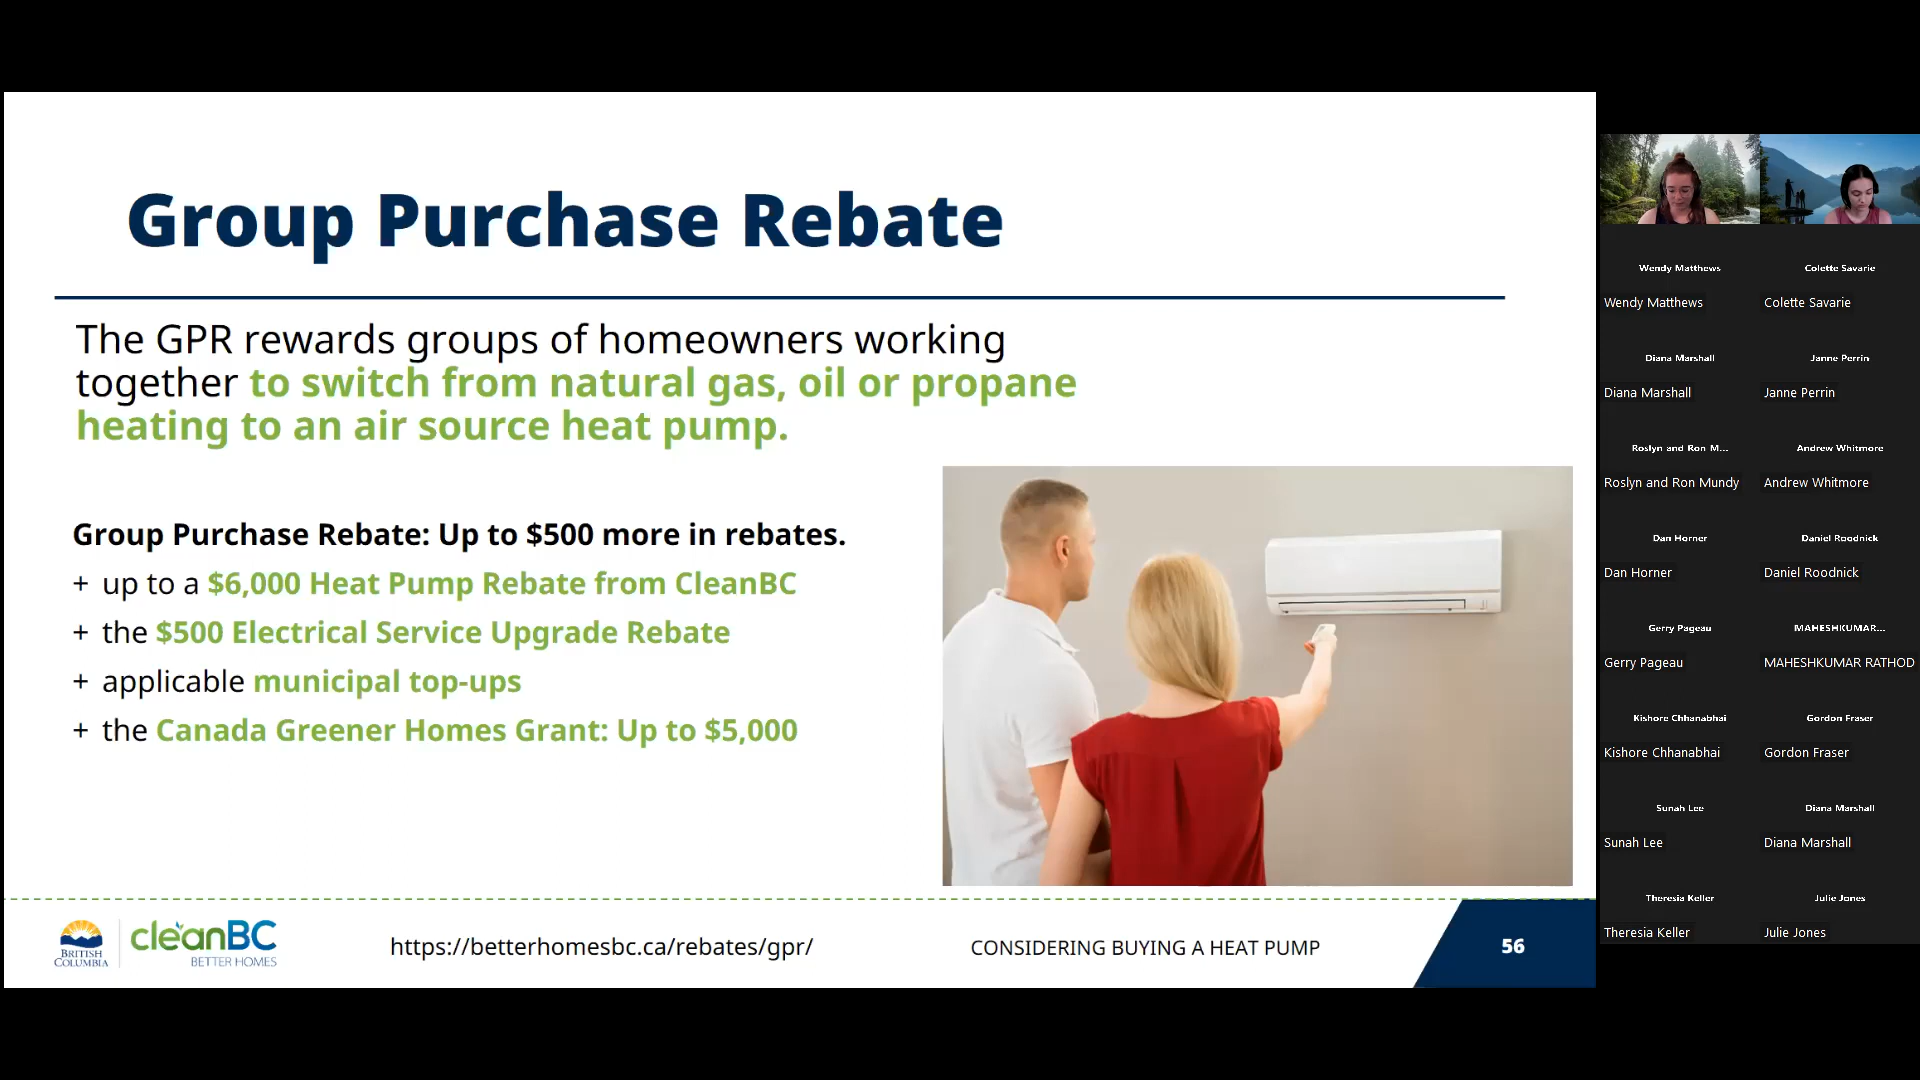 Group Purchase Rebate
The GPR rewards groups of homeowners working
together to switch from natural gas, oil or propane
heating to an air source heat pump.
Group Purchase Rebate: Up to $500 more in rebates.
+ up to a $6,000 Heat Pump Rebate from CleanBC
+ the $500 Electrical Service Upgrade Rebate
+ applicable municipal top-ups
+ the Canada Greener Homes Grant: Up to $5,000
BRITISH
COLUMBIA
cleanBC
BETTER HOMES
https://betterhomesbc.ca/rebates/gpr/
CONSIDERING BUYING A HEAT PUMP
56
Wendy Matthews
Wendy Matthews
Colette Savarie
Colette Savarie
Diana Marshall
Diana Marshall
Janne Perrin
Janne Perrin
Roslyn and Ron M...
Roslyn and Ron Mundy
Andrew Whitmore
Andrew Whitmore
Dan Horner
Dan Horner
Daniel Roodnick
Daniel Roodnick
Gerry Pageau
Gerry Pageau
MAHESHKUMAR...
MAHESHKUMAR RATHOD
Kishore Chhanabhai
Kishore Chhanabhai
Gordon Fraser
Gordon Fraser
Sunah Lee
Sunah Lee
Diana Marshall
Diana Marshall
Theresia Keller
Theresia Keller
Julie Jones
Julie Jones